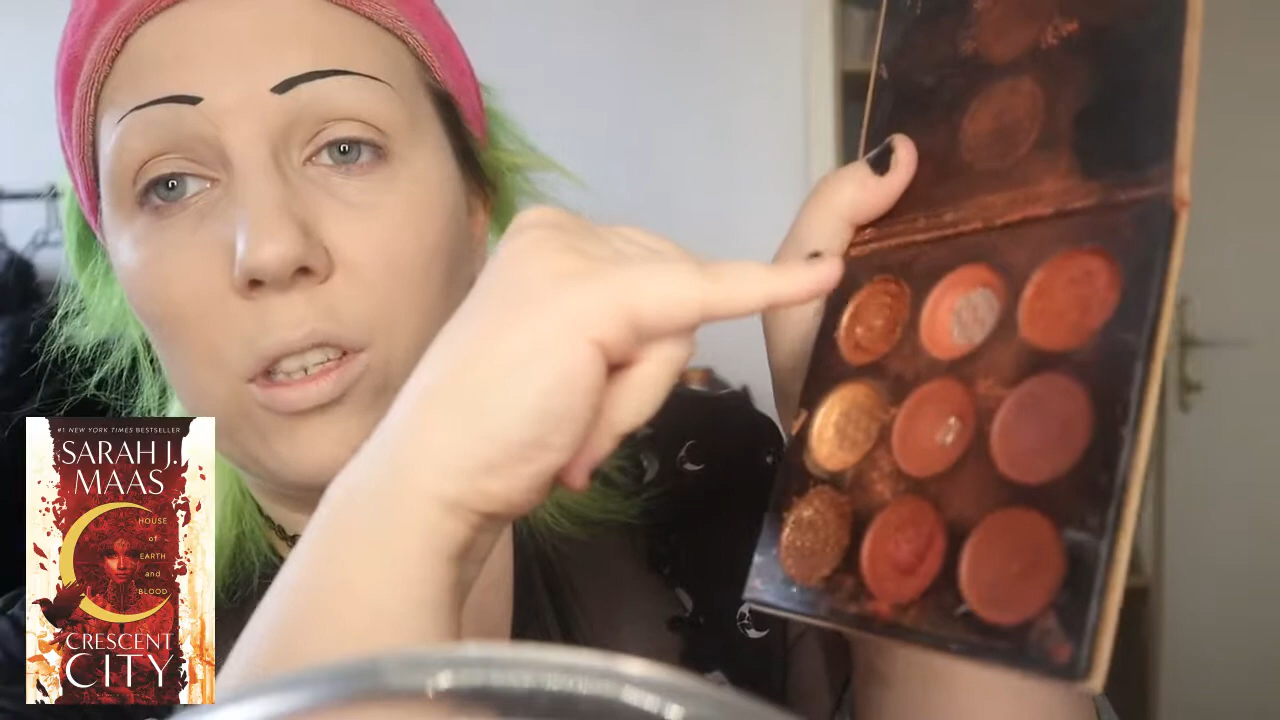 #1 NEW YORK TIMES BESTSELLER
SARAH J.
MAAS
HOUSE
of
EARTH
and
BLOOD
CRESCENT
CITY